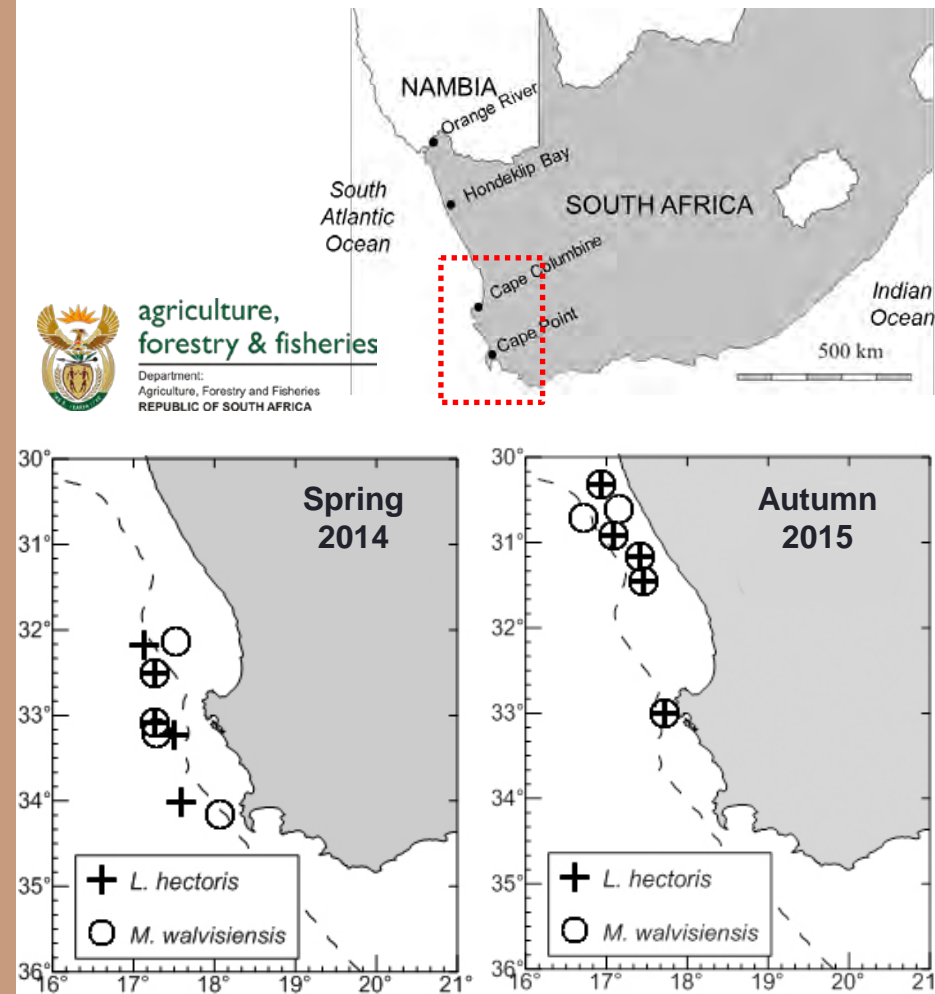 NAMBIA
Orange River
Hondeklip Bay
South
Atlantic
Ocean
SOUTH AFRICA
Cape Columbine
Cape Point
Indian
Ocean
500 km
agriculture,
forestry & fisheries
Department:
Agriculture, Forestry and Fisheries
REPUBLIC OF SOUTH AFRICA
30°
31°
32°
33°
34°
35°
36°
16°
17°
18°
19°
20°
21°
Spring
2014
L. hectoris
M. walvisiensis
30°
31°
32°
33°
34°
35°
36°
16°
17°
18°
19°
20°
21°
Autumn
2015
L. hectoris
M. walvisiensis